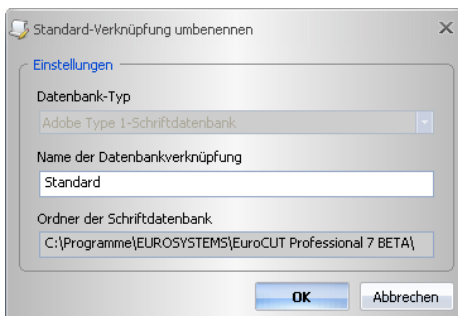 Standard-Verknüpfung umbenennen
Einstellungen
Datenbank-Typ
Adobe Type 1-Schriftdatenbank
Name der Datenbankverknüpfung
Standard
Ordner der Schriftdatenbank
C:\Programme\EUROSYSTEMS\EuroCUT Professional 7 BETA\
OK Abbrechen